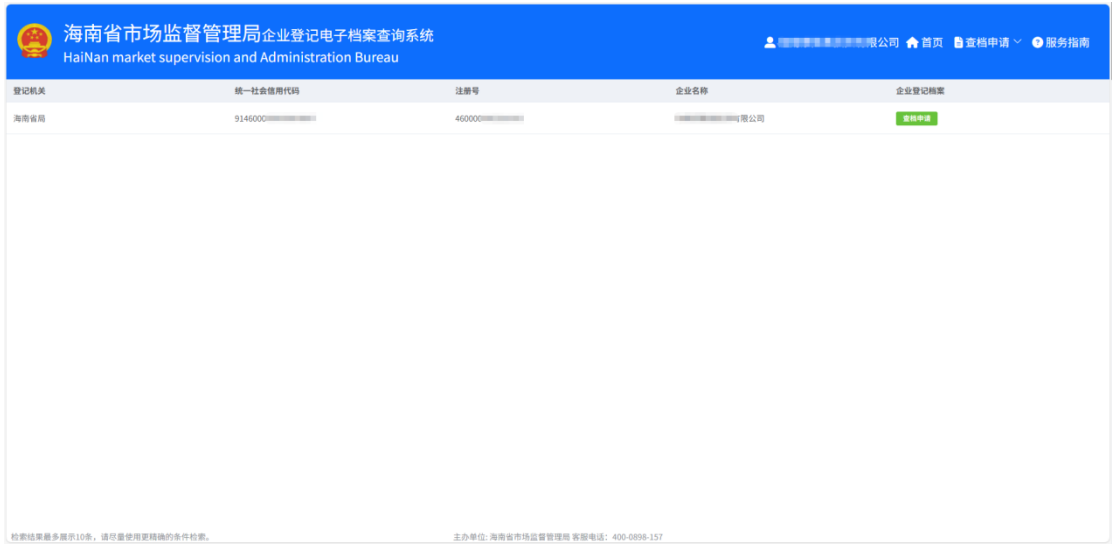 海南省市场监督管理局企业登记电子档案查询系统
HaiNan market supervision and Administration Bureau
限公司 首页 查档申请 服务指南
登记机关 统一社会信用代码 注册号 企业名称 企业登记档案
海南省局 9146000 460000 有限公司 查档申请
检索结果最多展示10条，请尽量使用更精确的条件检索。 主办单位: 海南省市场监督管理局 客服电话：400-0898-157